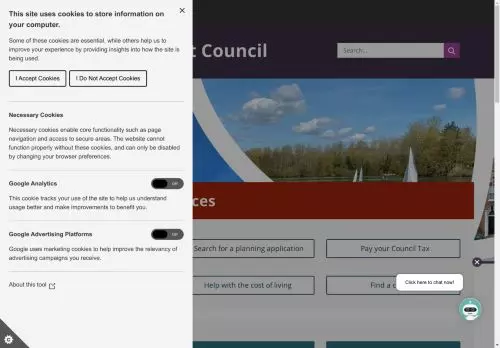 This site uses cookies to store information on
your computer.
Some of these cookies are essential, while others help us to
improve your experience by providing insights into how the site is
being used.
I Accept Cookies
I Do Not Accept Cookies
Necessary Cookies
Necessary cookies enable core functionality such as page
navigation and access to secure areas. The website cannot
function properly without these cookies, and can only be disabled
by changing your browser preferences.
Google Analytics
Off
This cookie tracks your use of the site to help us understand
usage better and make improvements to benefit you.
Google Advertising Platforms
Off
Google uses marketing cookies to help improve the relevancy of
advertising campaigns you receive.
About this tool
t Council
Search...
ces
Search for a planning application
Pay your Council Tax
Help with the cost of living
Find a c
Click here to chat now!